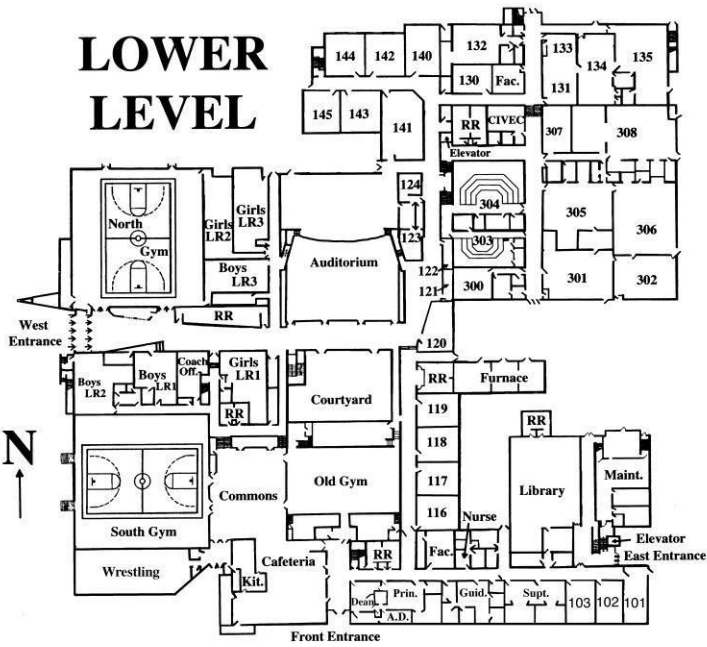 LOWER
LEVEL
144
142
140
132
130
Fac.
133
134
135
131
145
143
141
RR
CIVEC
307
308
Elevator
124
123
304
303
305
306
North
Gym
Girls
LR2
Girls
LR3
Boys
LR3
RR
Auditorium
122
121
300
301
302
West
Entrance
120
Boys
LR2
Boys
LR1
Coach
Off.
Girls
LR1
RR
Courtyard
RR
Furnace
119
118
117
116
N
South Gym
Commons
Old Gym
RR
Library
Maint.
Nurse
Fac.
RR
Elevator
East Entrance
Wrestling
Cafeteria
Kit.
Dean
Prin.
A.D.
Guid.
Supt.
103
102
101
Front Entrance